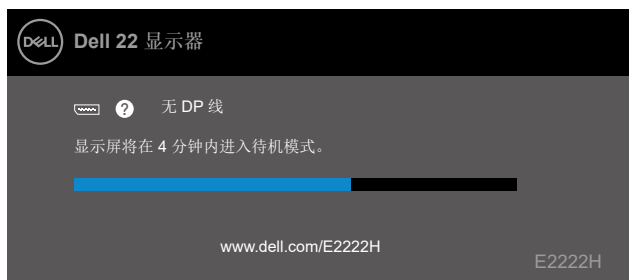 DELL
Dell 22 显示器
? 无 DP 线
显示屏将在 4 分钟内进入待机模式。
www.dell.com/E2222H
E2222H